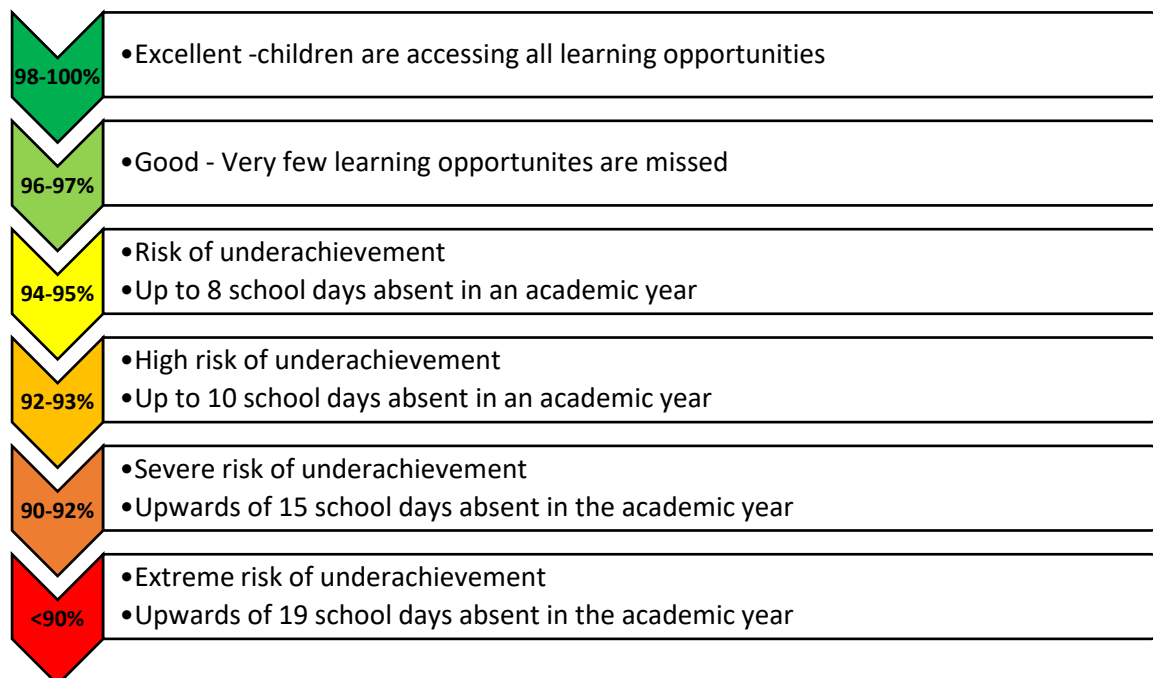 98-100%
•Excellent -children are accessing all learning opportunities
96-97%
•Good - Very few learning opportunites are missed
94-95%
•Risk of underachievement
•Up to 8 school days absent in an academic year
92-93%
•High risk of underachievement
•Up to 10 school days absent in an academic year
90-92%
•Severe risk of underachievement
•Upwards of 15 school days absent in the academic year
<90%
•Extreme risk of underachievement
•Upwards of 19 school days absent in the academic year